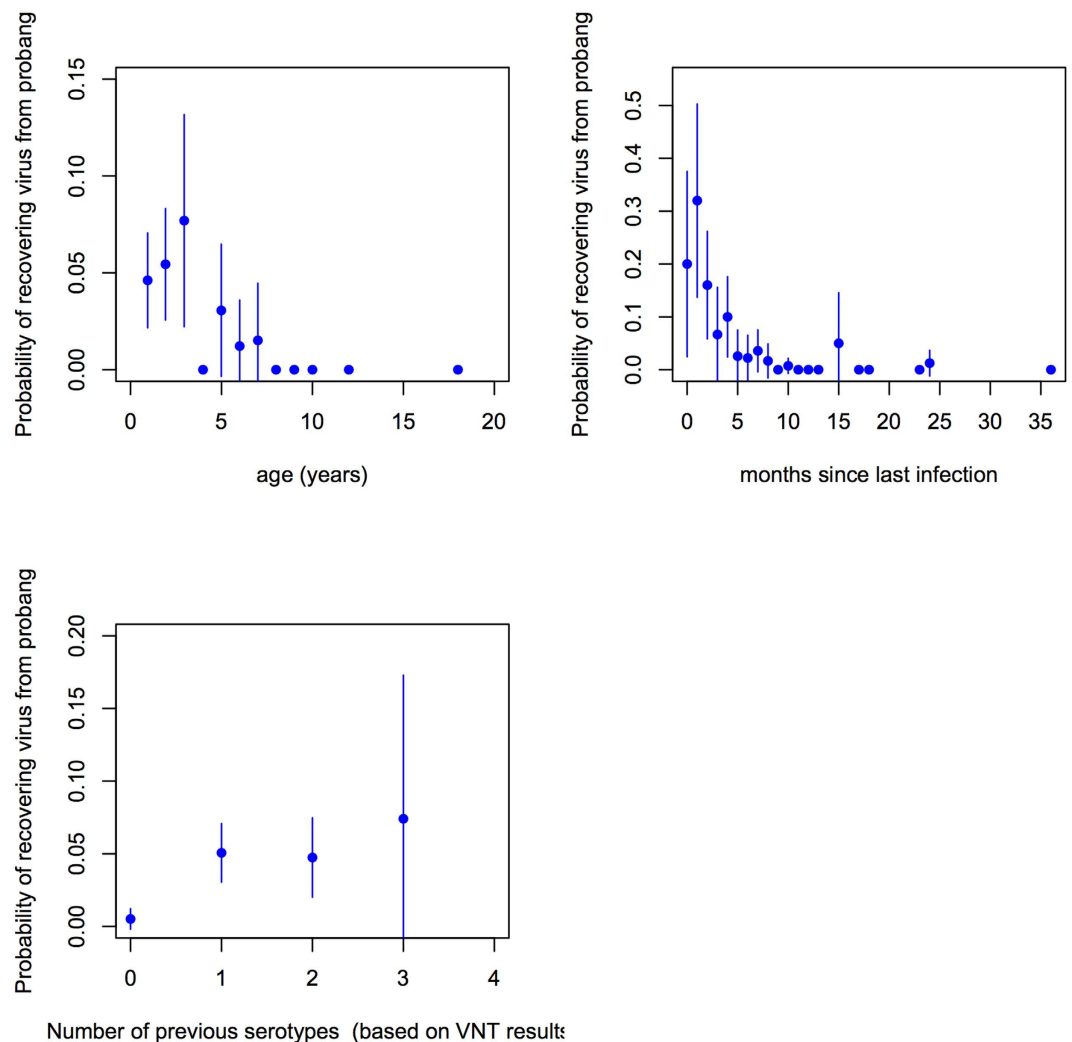 Probability of recovering virus from probang
0.15
0.10
0.05
0.00
0 5 10 15 20
age (years)
Probability of recovering virus from probang
0.5
0.4
0.3
0.2
0.1
0.0
0 5 10 15 20 25 30 35
months since last infection
Probability of recovering virus from probang
0.20
0.15
0.10
0.05
0.00
0 1 2 3 4
Number of previous serotypes (based on VNT results